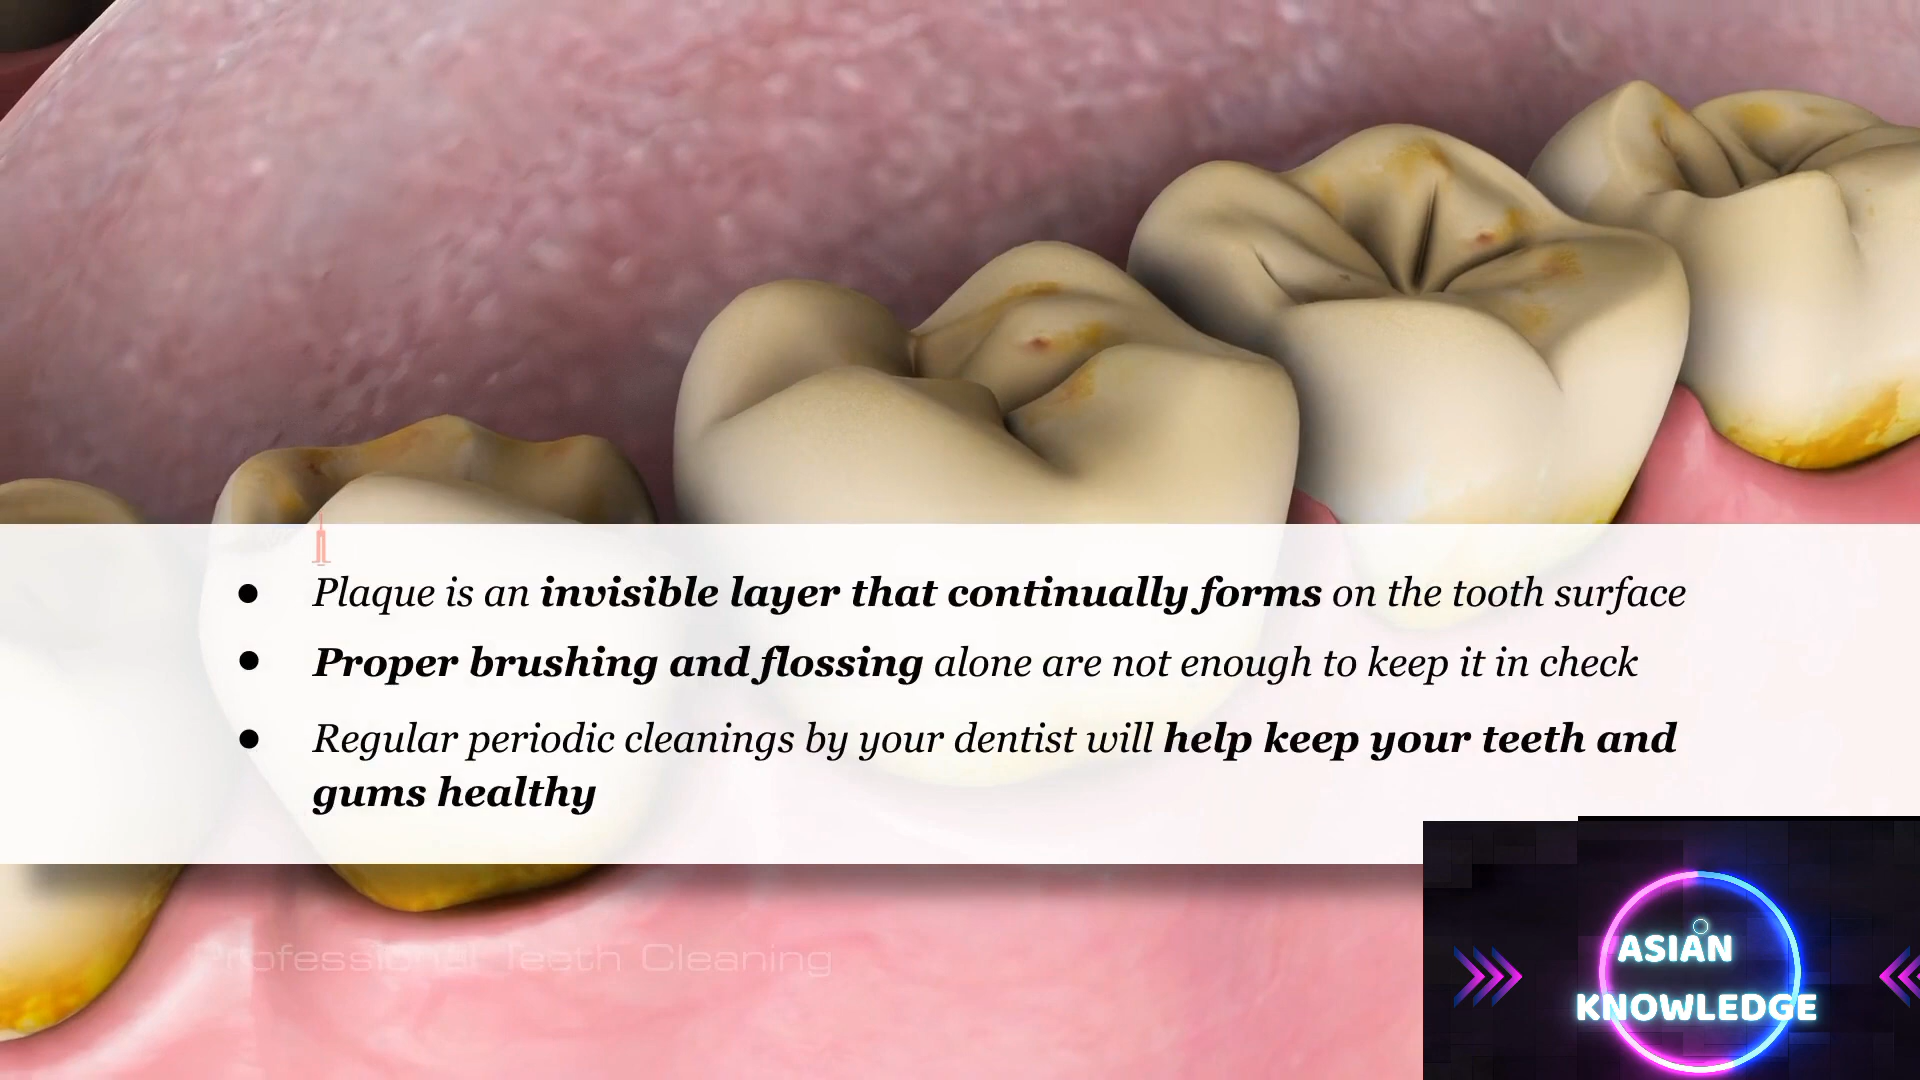 ● Plaque is an invisible layer that continually forms on the tooth surface
● Proper brushing and flossing alone are not enough to keep it in check
● Regular periodic cleanings by your dentist will help keep your teeth and
gums healthy
Professional Teeth Cleaning
ASIAN
KNOWLEDGE